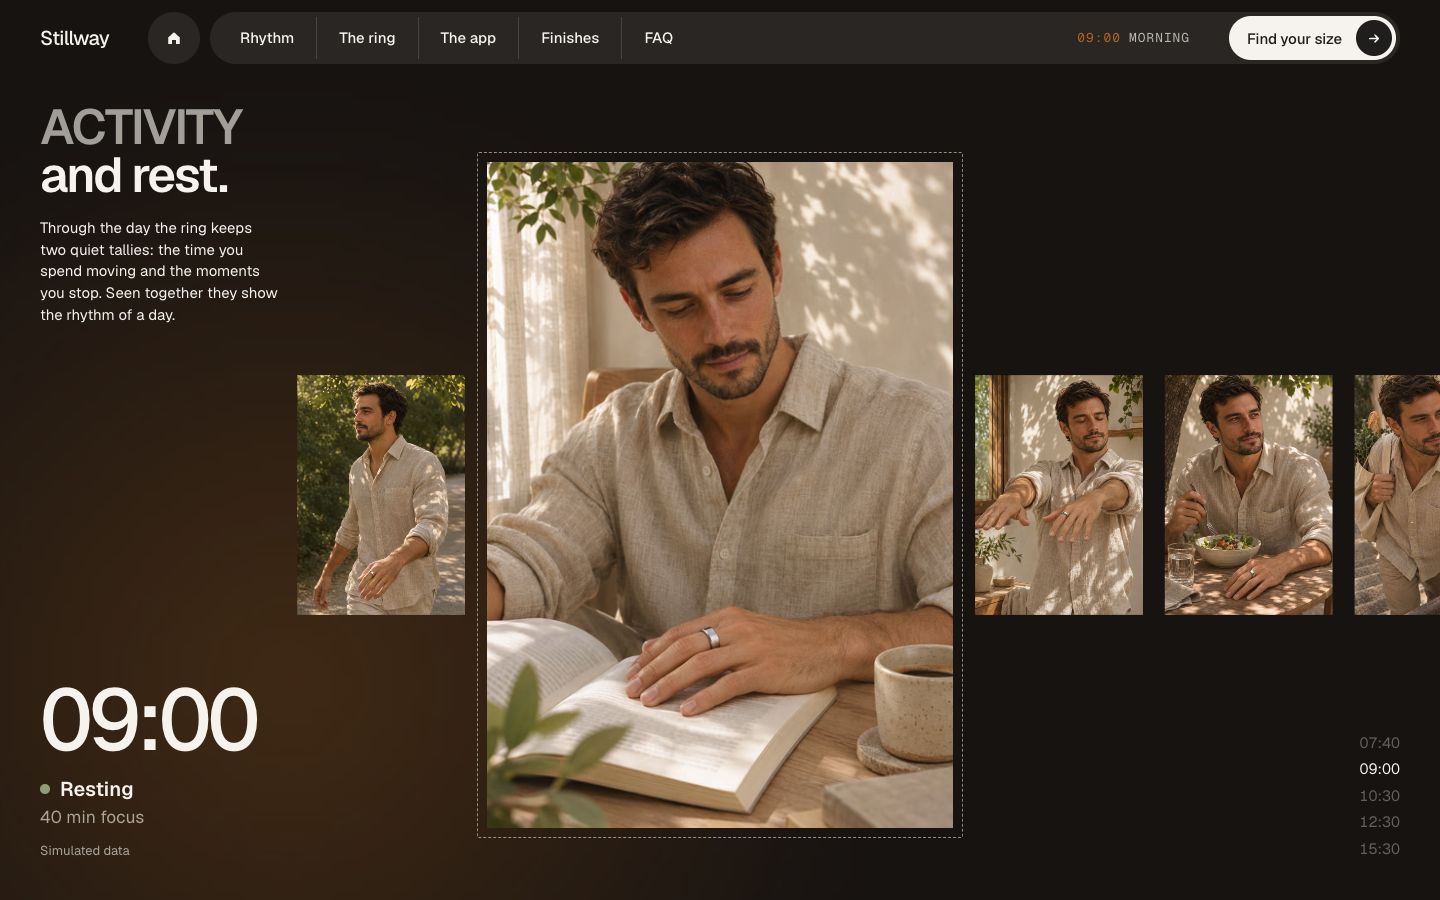 Stillway
Rhythm
The ring
The app
Finishes
FAQ
09:00 MORNING
Find your size
ACTIVITY
and rest.
Through the day the ring keeps
two quiet tallies: the time you
spend moving and the moments
you stop. Seen together they show
the rhythm of a day.
09:00
Resting
40 min focus
Simulated data
07:40
09:00
10:30
12:30
15:30